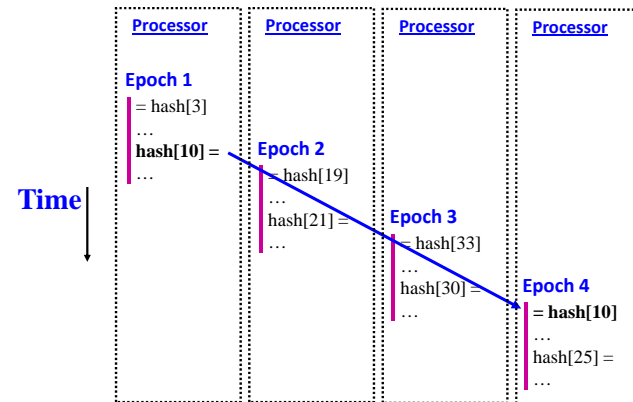 Processor
Processor
Processor
Processor
Epoch 1
= hash[3]
…
hash[10] =
…
Epoch 2
= hash[19]
…
hash[21] =
…
Time
Epoch 3
= hash[33]
…
hash[30] =
…
Epoch 4
= hash[10]
…
hash[25] =
…